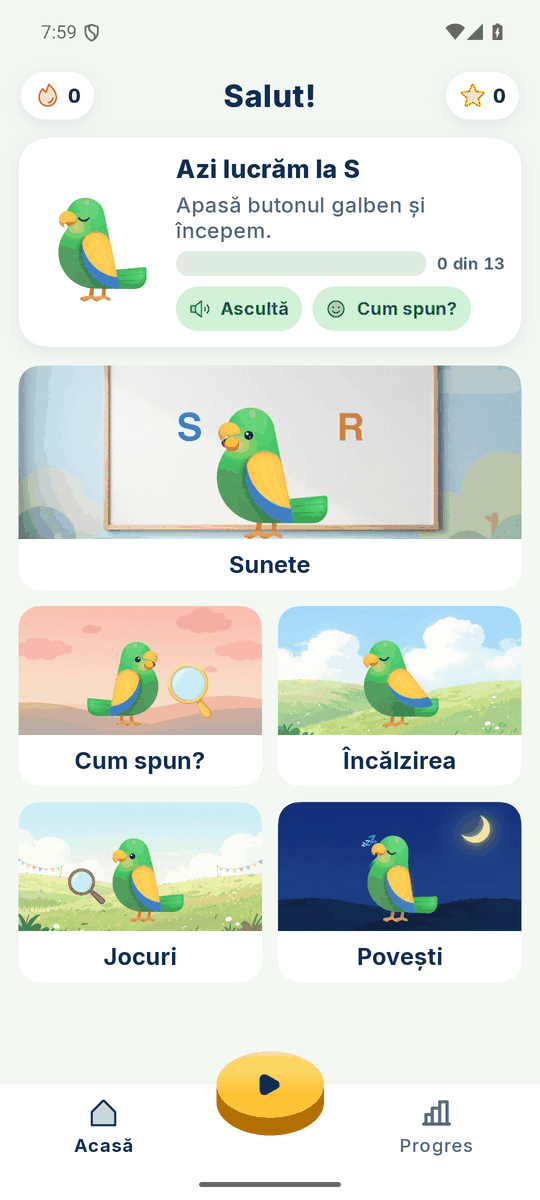 7:59
0
Salut!
0
Azi lucrăm la S
Apasă butonul galben și
începem.
0 din 13
Ascultă
Cum spun?
S
R
Sunete
Cum spun?
Încălzirea
zzz
Jocuri
Povești
Acasă
Progres